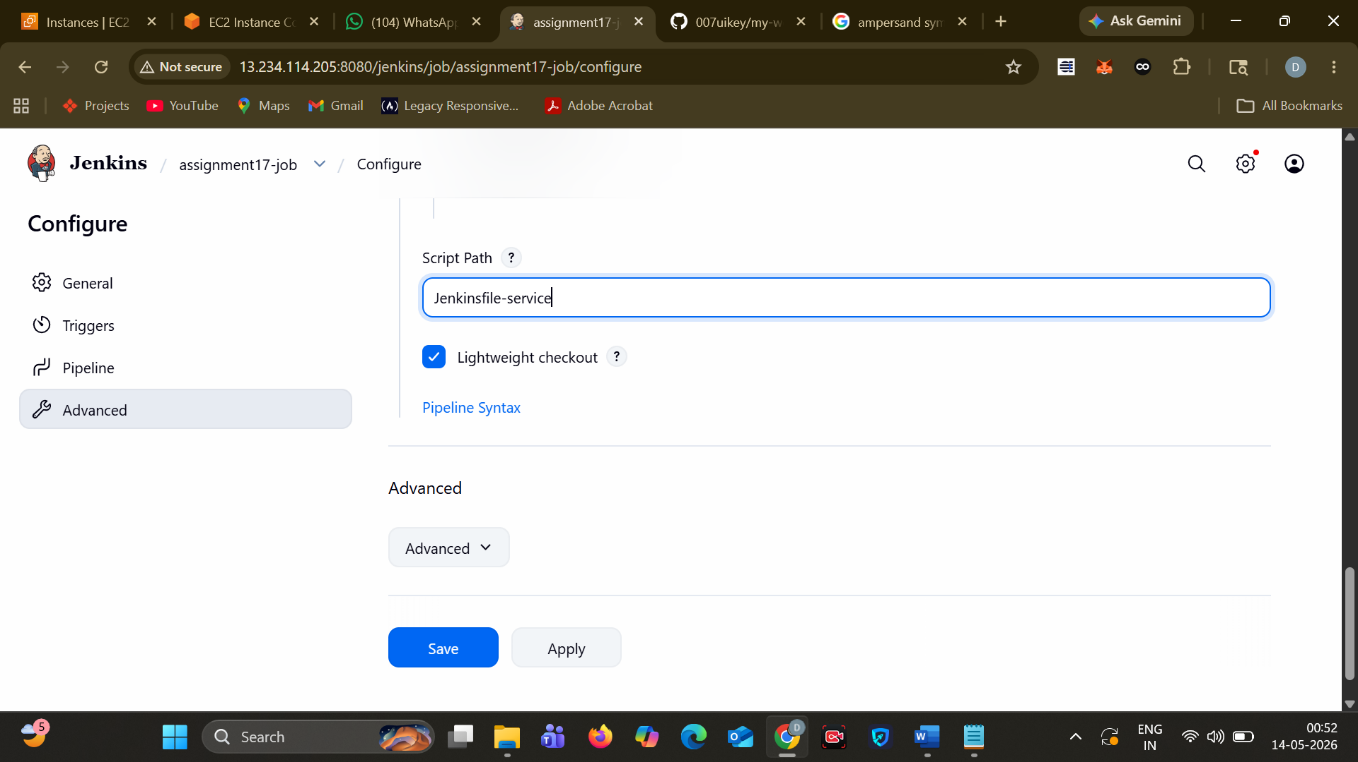 Instances | EC2
EC2 Instance Co
(104) WhatsApp
assignment17-j
007uikey/my-w
ampersand sym
Ask Gemini
Not secure
13.234.114.205:8080/jenkins/job/assignment17-job/configure
D
Projects
YouTube
Maps
Gmail
Legacy Responsive...
Adobe Acrobat
All Bookmarks
Jenkins / assignment17-job / Configure
Configure
General
Triggers
Pipeline
Advanced
Script Path ?
Jenkinsfile-service
Lightweight checkout ?
Pipeline Syntax
Advanced
Advanced
Save
Apply
5
Search
D
ENG
IN
00:52
14-05-2026